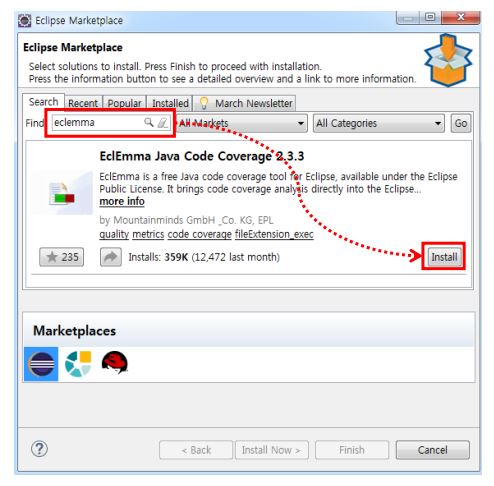 Eclipse Marketplace
Eclipse Marketplace
Select solutions to install. Press Finish to proceed with installation.
Press the information button to see a detailed overview and a link to more information.
Search Recent Popular Installed March Newsletter
Find: eclemma All Markets All Categories Go
EclEmma Java Code Coverage 2.3.3
EclEmma is a free Java code coverage tool for Eclipse, available under the Eclipse
Public License. It brings code coverage analysis directly into the Eclipse...
more info
by Mountainminds GmbH _Co. KG, EPL
quality metrics code coverage fileExtension_exec
235 Installs: 359K (12,472 last month) Install
Marketplaces
? < Back Install Now > Finish Cancel